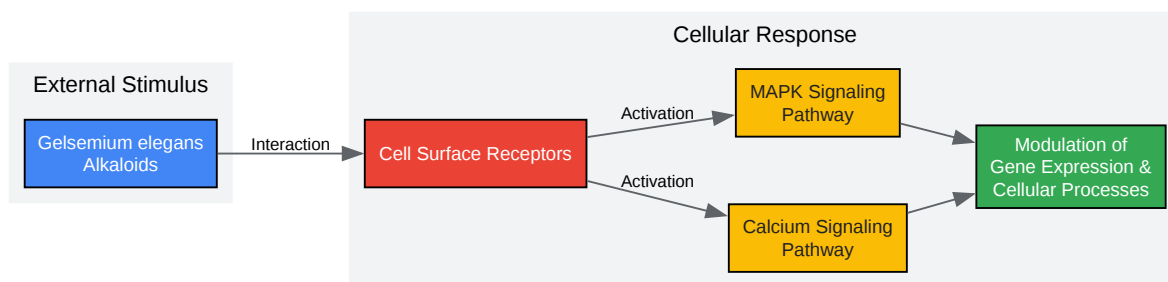 Cellular Response
External Stimulus
Gelsemium elegans
Alkaloids
Interaction
Cell Surface Receptors
Activation
Activation
MAPK Signaling
Pathway
Calcium Signaling
Pathway
Modulation of
Gene Expression &
Cellular Processes